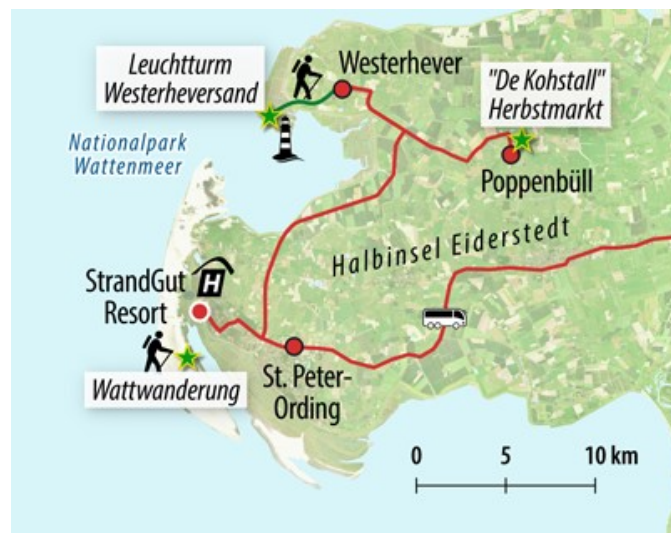 Leuchtturm
Westerheversand
Westerhever
"De Kohstall"
Herbstmarkt
Nationalpark
Wattenmeer
Poppenbüll
Halbinsel Eiderstedt
StrandGut
Resort
H
Wattwanderung
St. Peter-
Ording
0 5 10 km